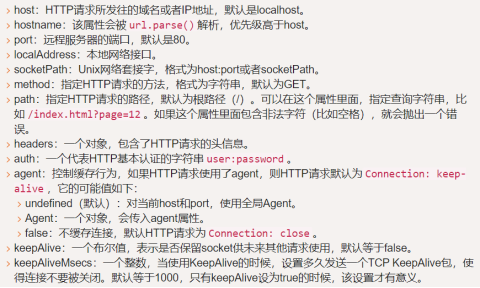 host：HTTP请求所发往的域名或者IP地址，默认是localhost。
hostname：该属性会被 url.parse() 解析，优先级高于host。
port：远程服务器的端口，默认是80。
localAddress：本地网络接口。
socketPath：Unix网络套接字，格式为host:port或者socketPath。
method：指定HTTP请求的方法，格式为字符串，默认为GET。
path：指定HTTP请求的路径，默认为根路径（/）。可以在这个属性里面，指定查询字符串，比
如 /index.html?page=12 。如果这个属性里面包含非法字符（比如空格），就会抛出一个错
误。
headers：一个对象，包含了HTTP请求的头信息。
auth：一个代表HTTP基本认证的字符串 user:password 。
agent：控制缓存行为，如果HTTP请求使用了agent，则HTTP请求默认为 Connection: keep-
alive ，它的可能值如下：
undefined（默认）：对当前host和port，使用全局Agent。
Agent：一个对象，会传入agent属性。
false：不缓存连接，默认HTTP请求为 Connection: close 。
keepAlive：一个布尔值，表示是否保留socket供未来其他请求使用，默认等于false。
keepAliveMsecs：一个整数，当使用KeepAlive的时候，设置多久发送一个TCP KeepAlive包，使
得连接不要被关闭。默认等于1000，只有keepAlive设为true的时候，该设置才有意义。